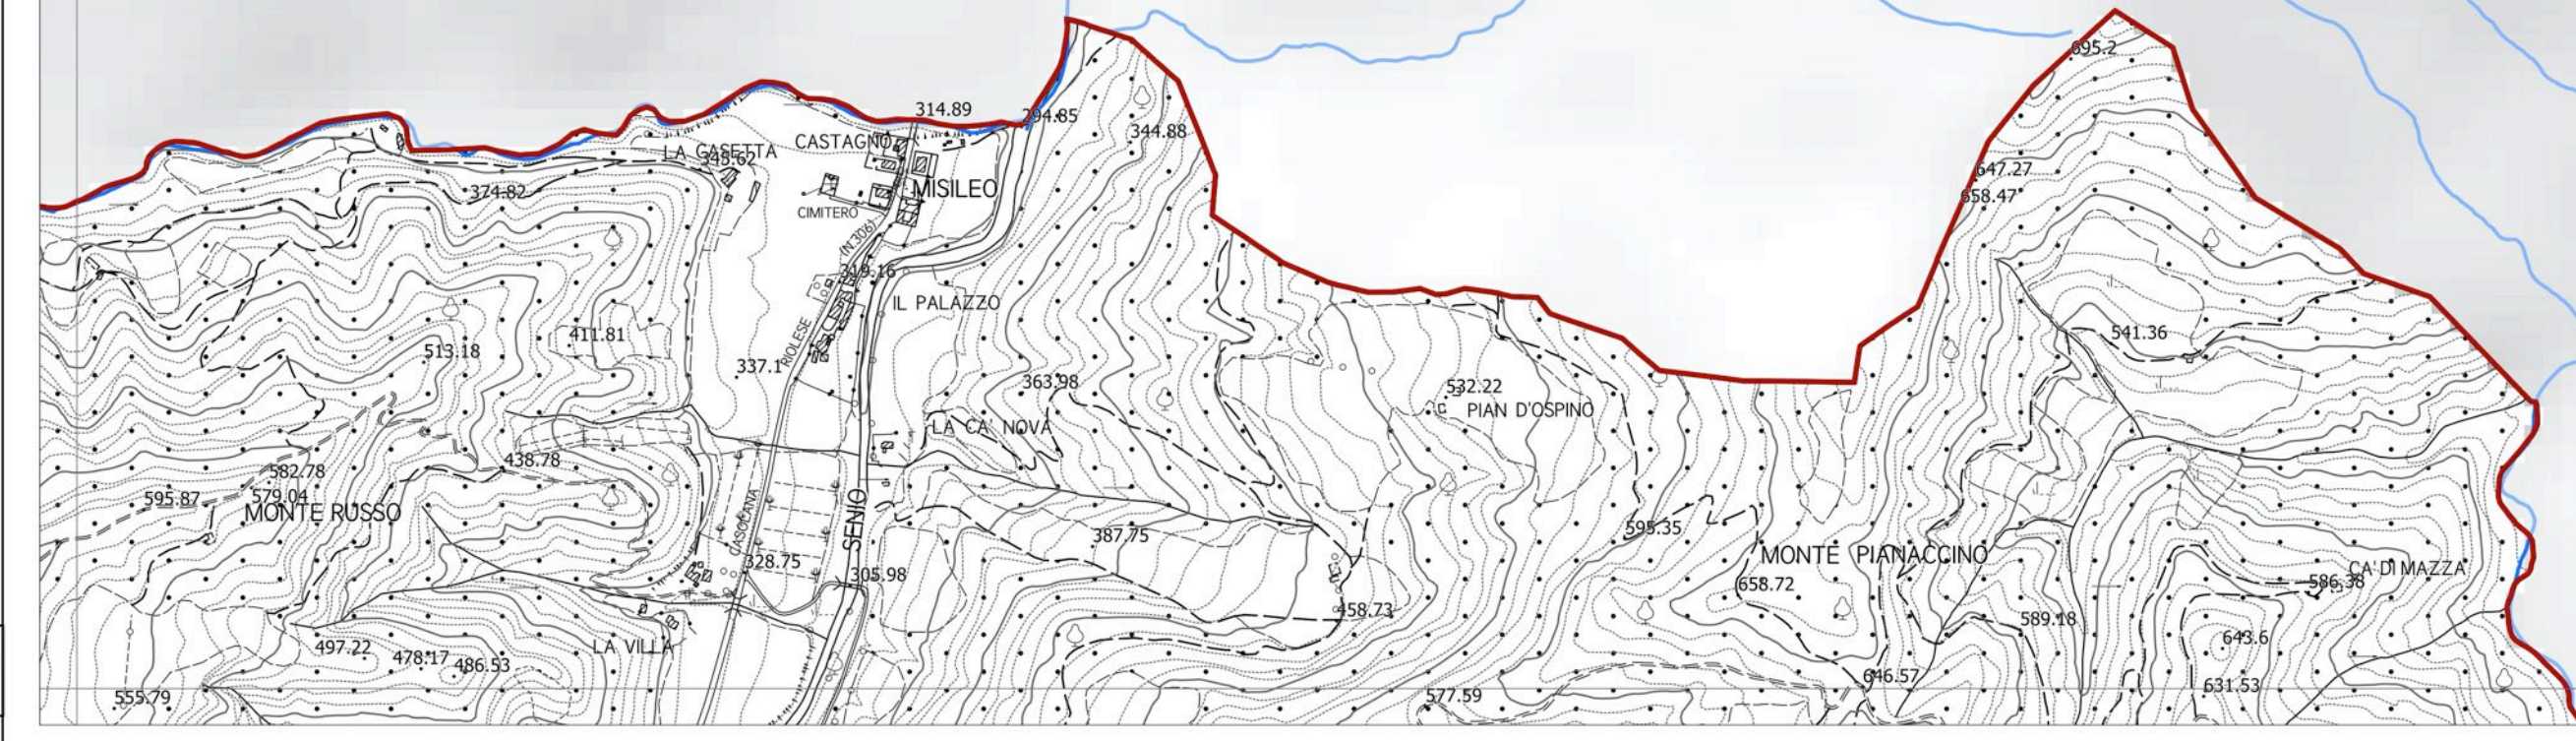 695.2
314.89
294.85
344.88
CASTAGNO
LA CASETTA
345.62
647.27
658.47
374.82
MISILEO
CIMITERO
(N.306)
319.16
IL PALAZZO
541.36
411.81
513.18
RIOLESE
337.1
363.98
532.22
PIAN D'OSPINO
LA CA' NOVA
438.78
582.78
579.04
595.87
MONTE RUSSO
SENIO
CASOLANA
595.35
387.75
MONTE PIANACCINO
328.75
305.98
CA' DI MAZZA
586.38
658.72
458.73
589.18
643.6
LA VILLA
497.22
478.17
486.53
646.57
631.53
555.79
577.59